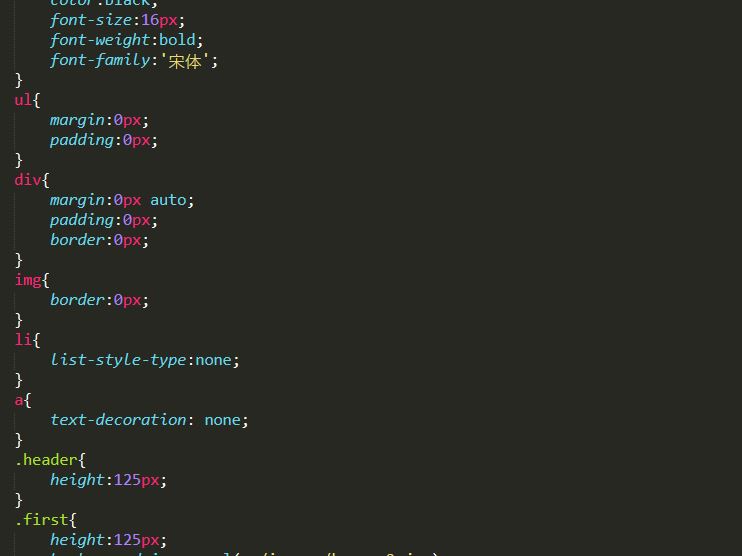 color:black;
font-size:16px;
font-weight:bold;
font-family:'宋体';
}
ul{
margin:0px;
padding:0px;
}
div{
margin:0px auto;
padding:0px;
border:0px;
}
img{
border:0px;
}
li{
list-style-type:none;
}
a{
text-decoration: none;
}
.header{
height:125px;
}
.first{
height:125px;